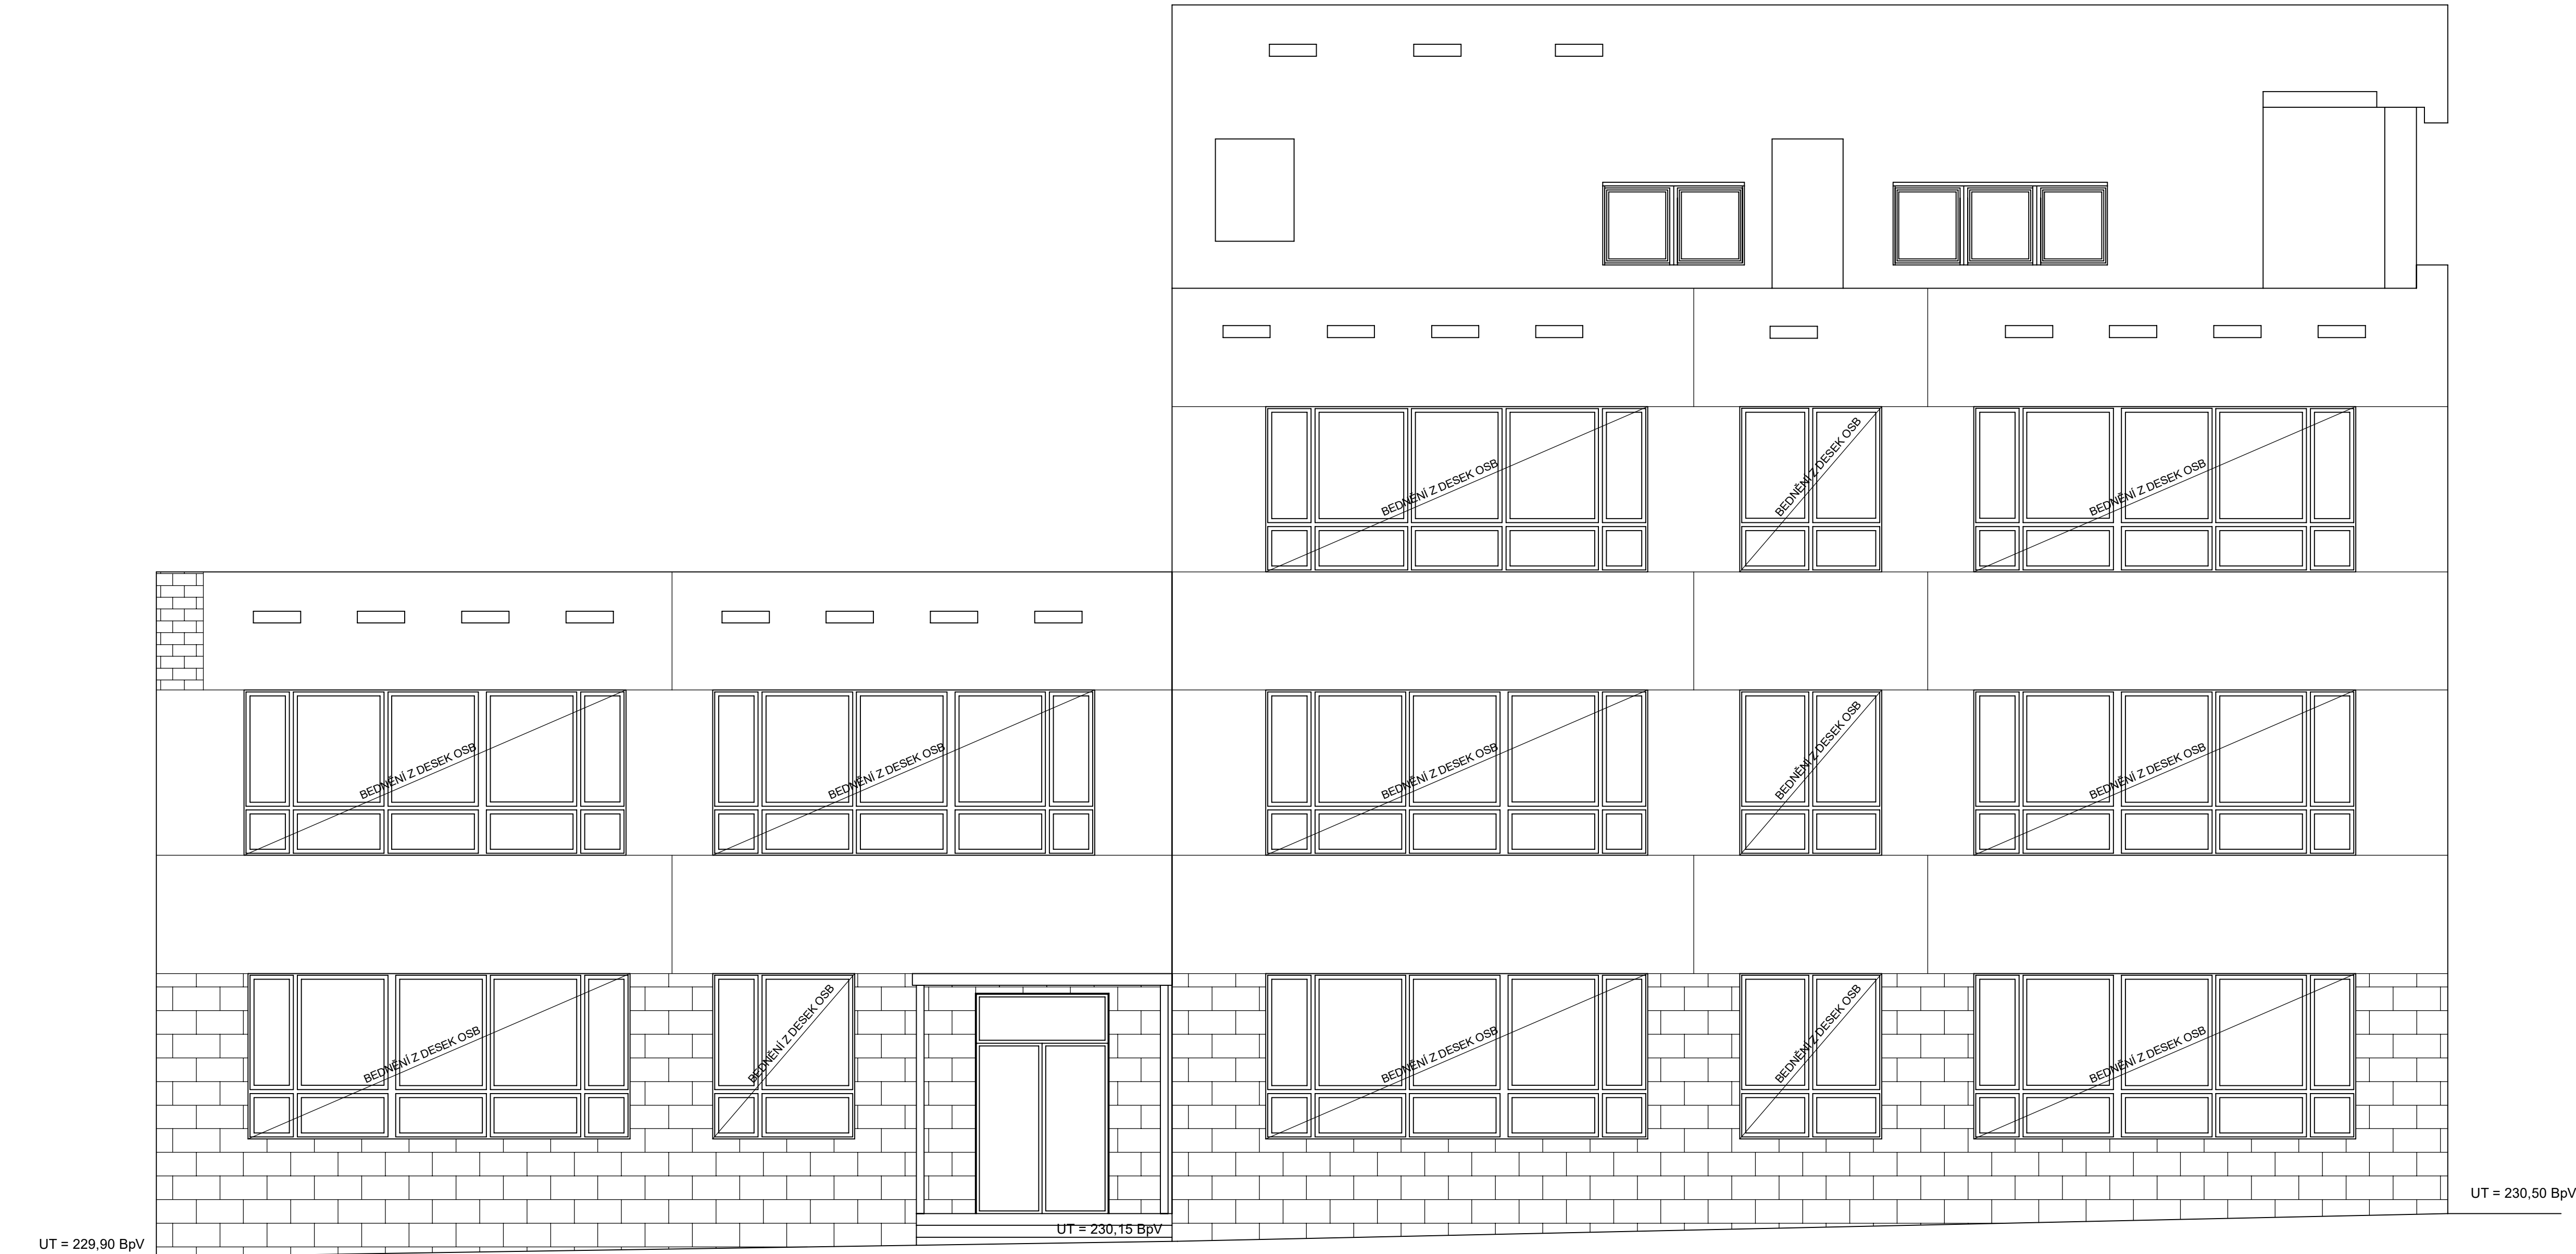 BEDNĚNÍ Z DESEK OSB
BEDNĚNÍ Z DESEK OSB
BEDNĚNÍ Z DESEK OSB
BEDNĚNÍ Z DESEK OSB
BEDNĚNÍ Z DESEK OSB
BEDNĚNÍ Z DESEK OSB
BEDNĚNÍ Z DESEK OSB
BEDNĚNÍ Z DESEK OSB
BEDNĚNÍ Z DESEK OSB
BEDNĚNÍ Z DESEK OSB
BEDNĚNÍ Z DESEK OSB
BEDNĚNÍ Z DESEK OSB
BEDNĚNÍ Z DESEK OSB
UT = 230,50 BpV
UT = 230,15 BpV
UT = 229,90 BpV